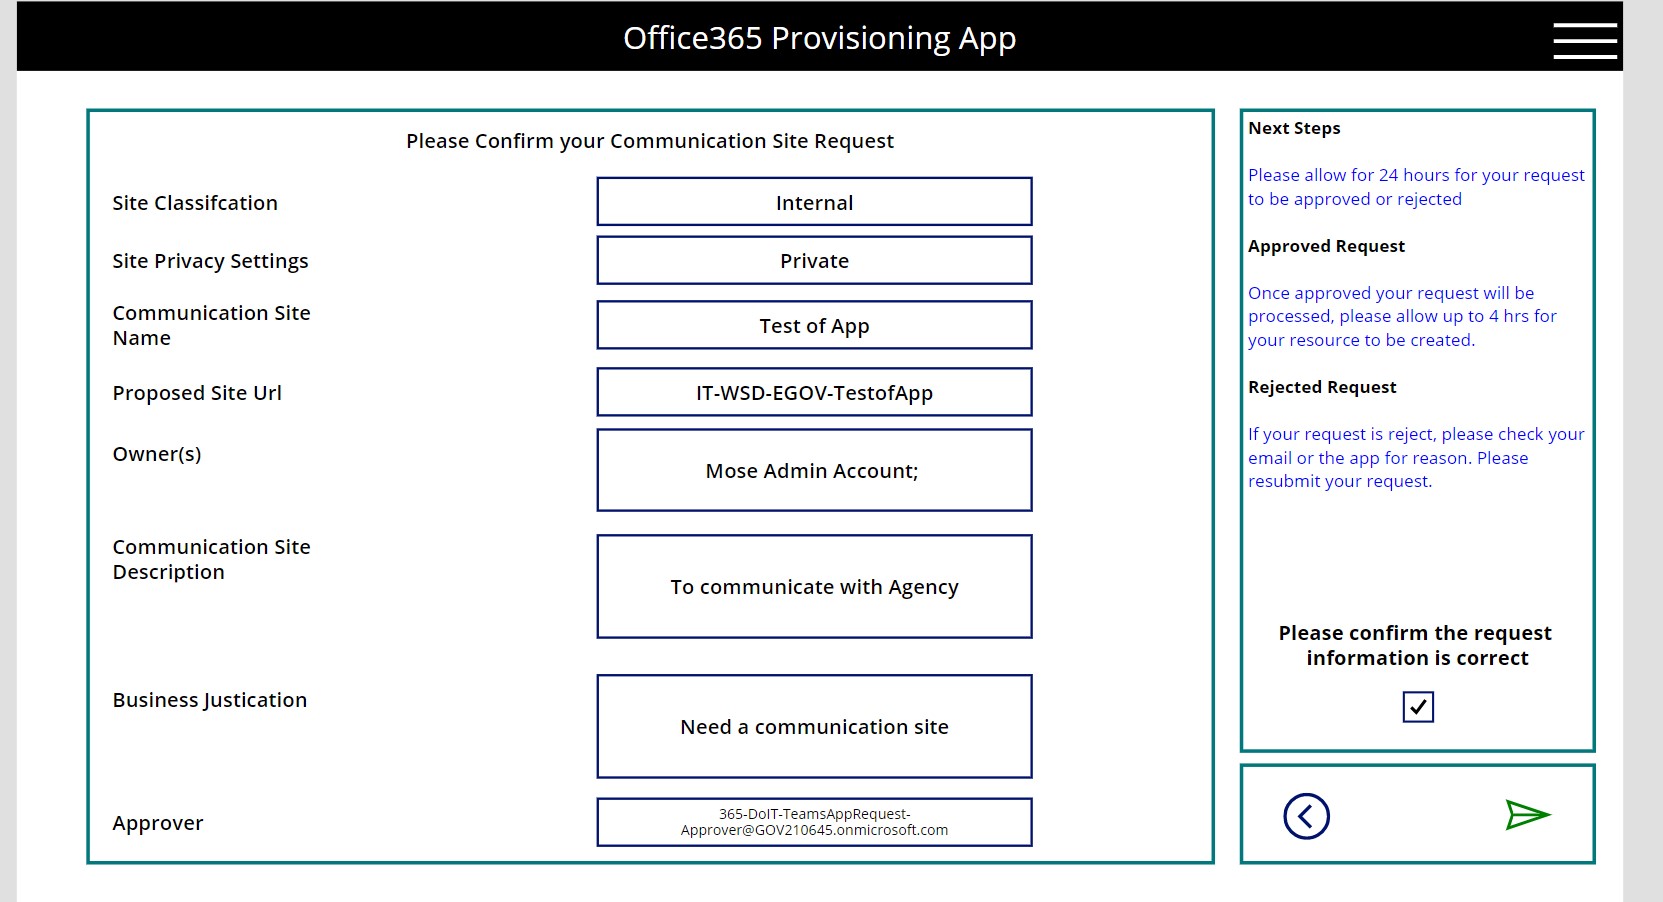 Office365 Provisioning App
Please Confirm your Communication Site Request
Site Classifcation
Internal
Site Privacy Settings
Private
Communication Site
Name
Test of App
Proposed Site Url
IT-WSD-EGOV-TestofApp
Owner(s)
Mose Admin Account;
Communication Site
Description
To communicate with Agency
Business Justication
Need a communication site
Approver
365-DoIT-TeamsAppRequest-
Approver@GOV210645.onmicrosoft.com
Next Steps
Please allow for 24 hours for your request
to be approved or rejected
Approved Request
Once approved your request will be
processed, please allow up to 4 hrs for
your resource to be created.
Rejected Request
If your request is reject, please check your
email or the app for reason. Please
resubmit your request.
Please confirm the request
information is correct